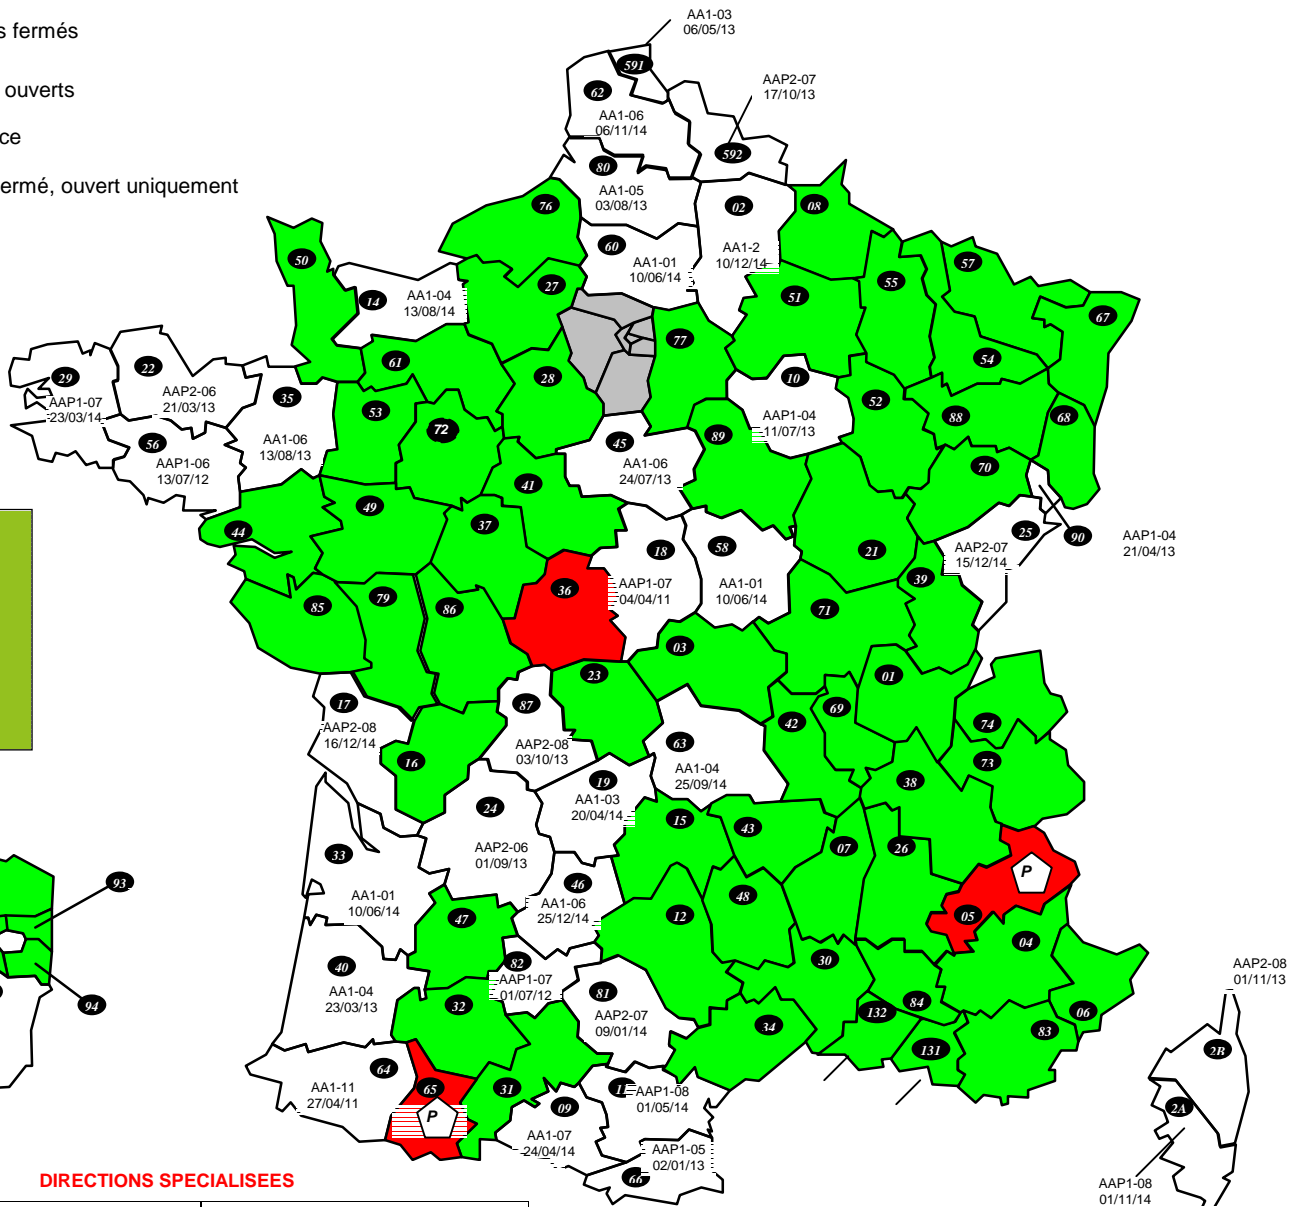 s fermés
ouverts
ce
ermé, ouvert uniquement
AA1-03
06/05/13
591
62
AA1-06
06/11/14
AAP2-07
17/10/13
592
80
AA1-05
03/08/13
02
AA1-2
10/12/14
08
76
60
AA1-01
10/06/14
50
14
AA1-04
13/08/14
27
51
55
57
67
77
54
61
28
10
AAP1-04
11/07/13
52
88
68
29
AAP1-07
23/03/14
22
AAP2-06
21/03/13
35
AA1-06
13/08/13
53
72
56
AAP1-06
13/07/12
45
AA1-06
24/07/13
89
70
41
49
37
44
18
AAP1-07
04/04/11
58
AA1-01
10/06/14
21
25
AAP2-07
15/12/14
90
AAP1-04
21/04/13
39
36
85
79
86
71
03
23
01
17
AAP2-08
16/12/14
87
AAP2-08
03/10/13
63
AA1-04
25/09/14
42
69
74
73
16
19
AA1-03
20/04/14
38
24
AAP2-06
01/09/13
15
43
07
26
33
AA1-01
10/06/14
46
AA1-06
25/12/14
P
05
93
47
12
48
04
40
AA1-04
23/03/13
82
AAP1-07
01/07/12
30
94
32
81
AAP2-07
09/01/14
34
132
84
06
83
AAP2-08
01/11/13
131
2B
64
AA1-11
27/04/11
65
P
31
09
AA1-07
24/04/14
AAP1-08
01/05/14
2A
AAP1-05
02/01/13
66
AAP1-08
01/11/14
DIRECTIONS SPECIALISEES